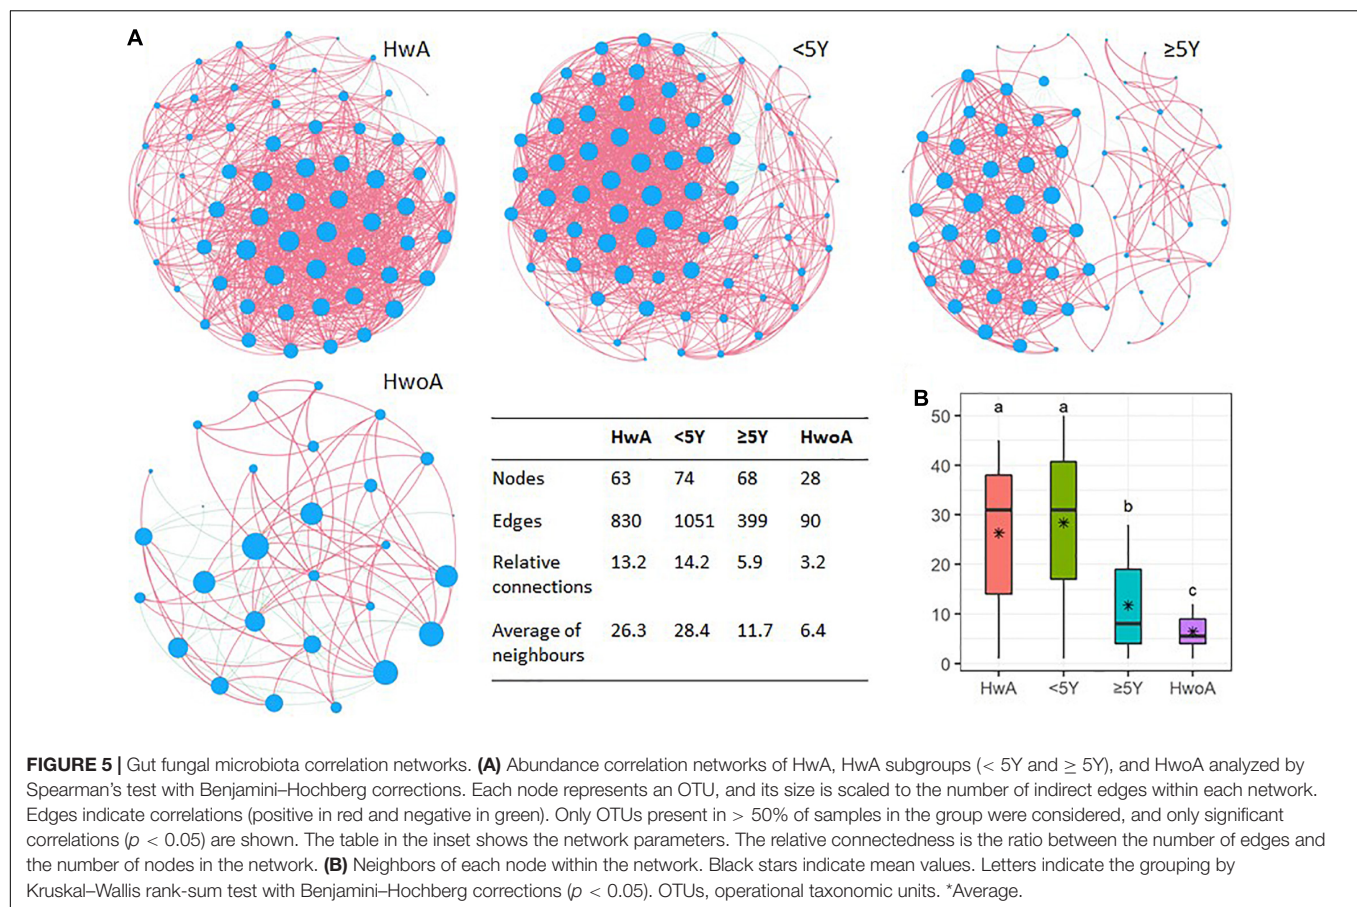 A
HwA
<5Y
≥5Y
HwoA
HwA <5Y ≥5Y HwoA
Nodes 63 74 68 28
Edges 830 1051 399 90
Relative 13.2 14.2 5.9 3.2
connections
Average of 26.3 28.4 11.7 6.4
neighbours
B
50
40
30
20
10
0
a a b c
* * * *
HwA <5Y ≥5Y HwoA
FIGURE 5 | Gut fungal microbiota correlation networks. (A) Abundance correlation networks of HwA, HwA subgroups (< 5Y and ≥ 5Y), and HwoA analyzed by
Spearman's test with Benjamini–Hochberg corrections. Each node represents an OTU, and its size is scaled to the number of indirect edges within each network.
Edges indicate correlations (positive in red and negative in green). Only OTUs present in > 50% of samples in the group were considered, and only significant
correlations (p < 0.05) are shown. The table in the inset shows the network parameters. The relative connectedness is the ratio between the number of edges and
the number of nodes in the network. (B) Neighbors of each node within the network. Black stars indicate mean values. Letters indicate the grouping by
Kruskal–Wallis rank-sum test with Benjamini–Hochberg corrections (p < 0.05). OTUs, operational taxonomic units. *Average.